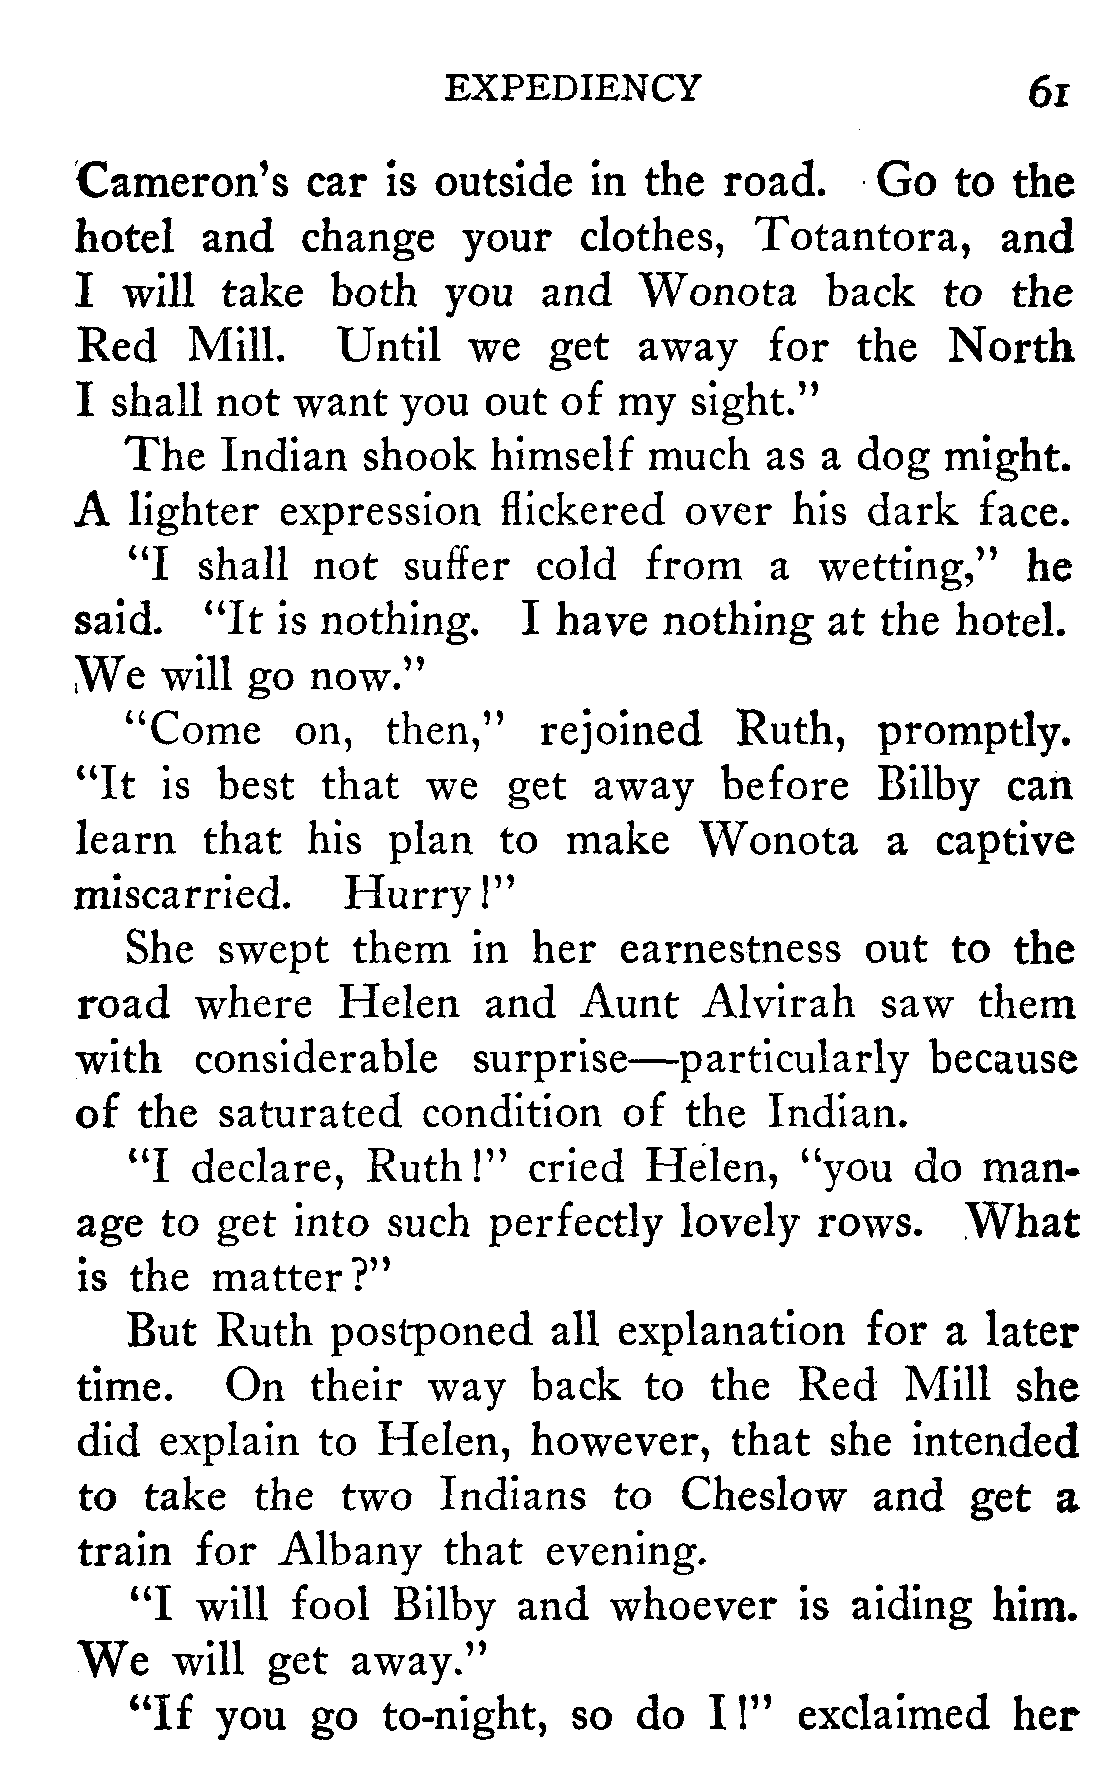 EXPEDIENCY 61
Cameron's car is outside in the road. Go to the
hotel and change your clothes, Totantora, and
I will take both you and Wonota back to the
Red Mill. Until we get away for the North
I shall not want you out of my sight."
The Indian shook himself much as a dog might.
A lighter expression flickered over his dark face.
"I shall not suffer cold from a wetting," he
said. "It is nothing. I have nothing at the hotel.
We will go now."
"Come on, then," rejoined Ruth, promptly.
"It is best that we get away before Bilby can
learn that his plan to make Wonota a captive
miscarried. Hurry!"
She swept them in her earnestness out to the
road where Helen and Aunt Alvirah saw them
with considerable surprise—particularly because
of the saturated condition of the Indian.
"I declare, Ruth!" cried Helen, "you do man-
age to get into such perfectly lovely rows. What
is the matter?"
But Ruth postponed all explanation for a later
time. On their way back to the Red Mill she
did explain to Helen, however, that she intended
to take the two Indians to Cheslow and get a
train for Albany that evening.
"I will fool Bilby and whoever is aiding him.
We will get away."
"If you go to-night, so do I!" exclaimed her